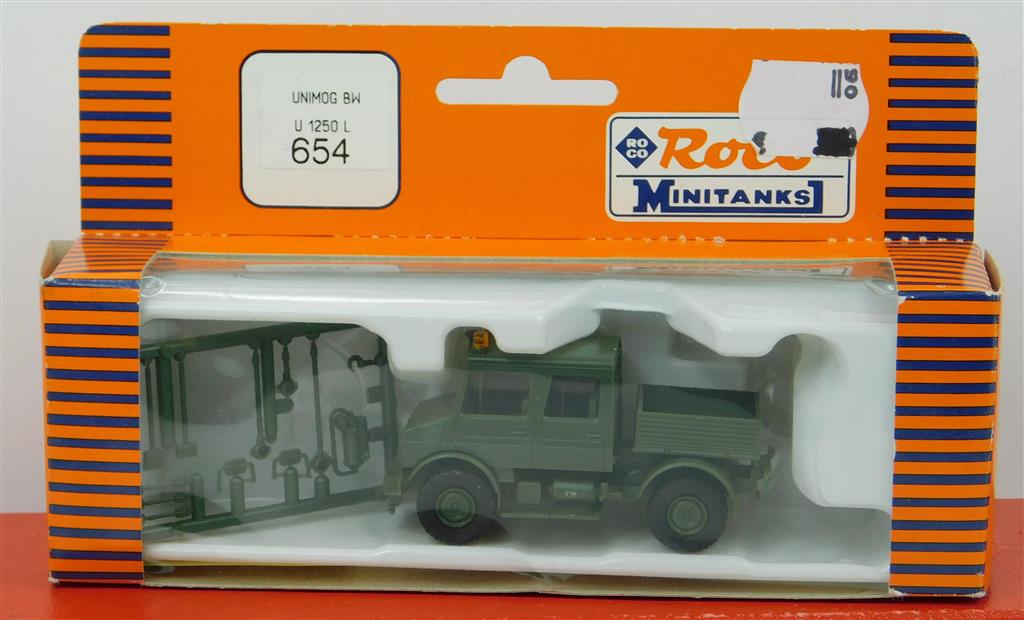 UNIMOG BW
U 1250 L
654
RO
CO
Roco
MINITANKS